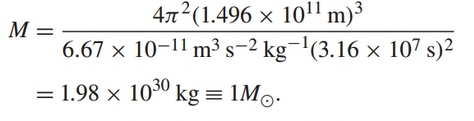 M = 4π²(1.496 × 10¹¹ m)³ / 6.67 × 10⁻¹¹ m³ s⁻² kg⁻¹(3.16 × 10⁷ s)²
= 1.98 × 10³⁰ kg ≡ 1M⊙.